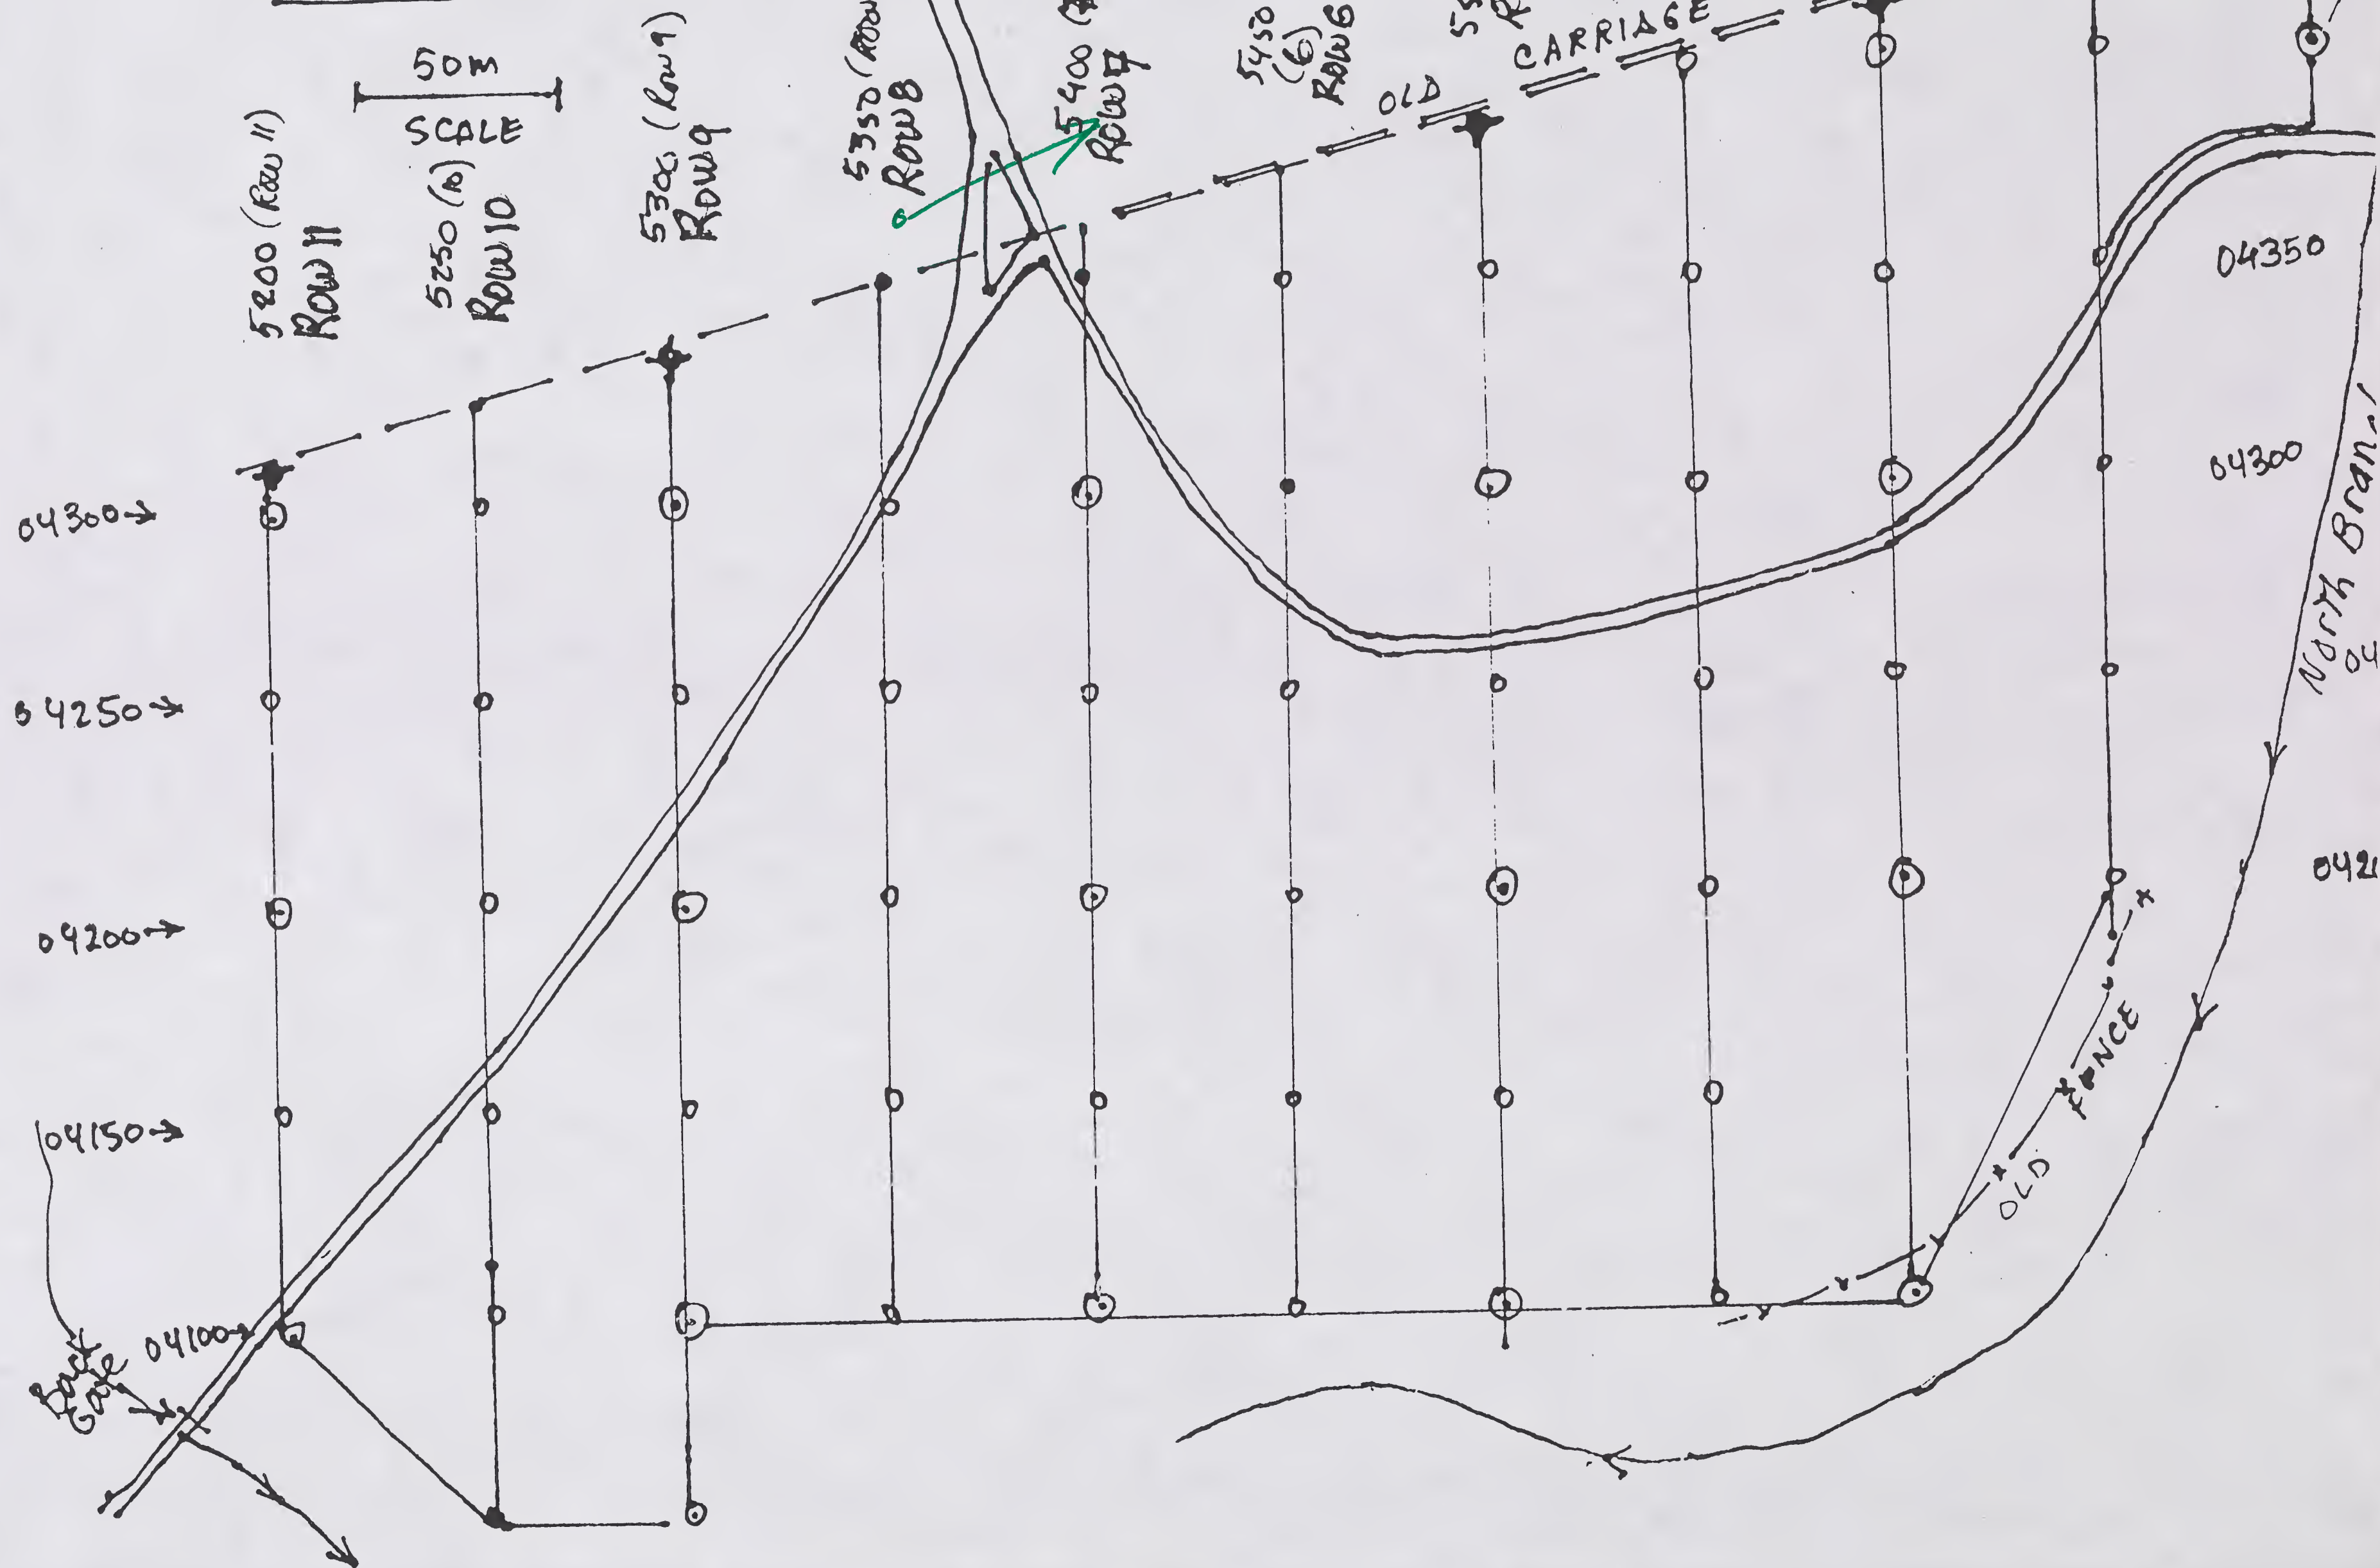 50m
SCALE
5200 (Row 11)
ROW 11
5250 (10)
ROW 10
5300 (Row 9)
Row 9
5350 (ROW
ROW 8
5400
ROW 7
5450
(6)
ROW 6
OLD CARRIAGE
04350
04300
04300
North
04250
04200
04150
04100
Back
Gate
OLD FENCE